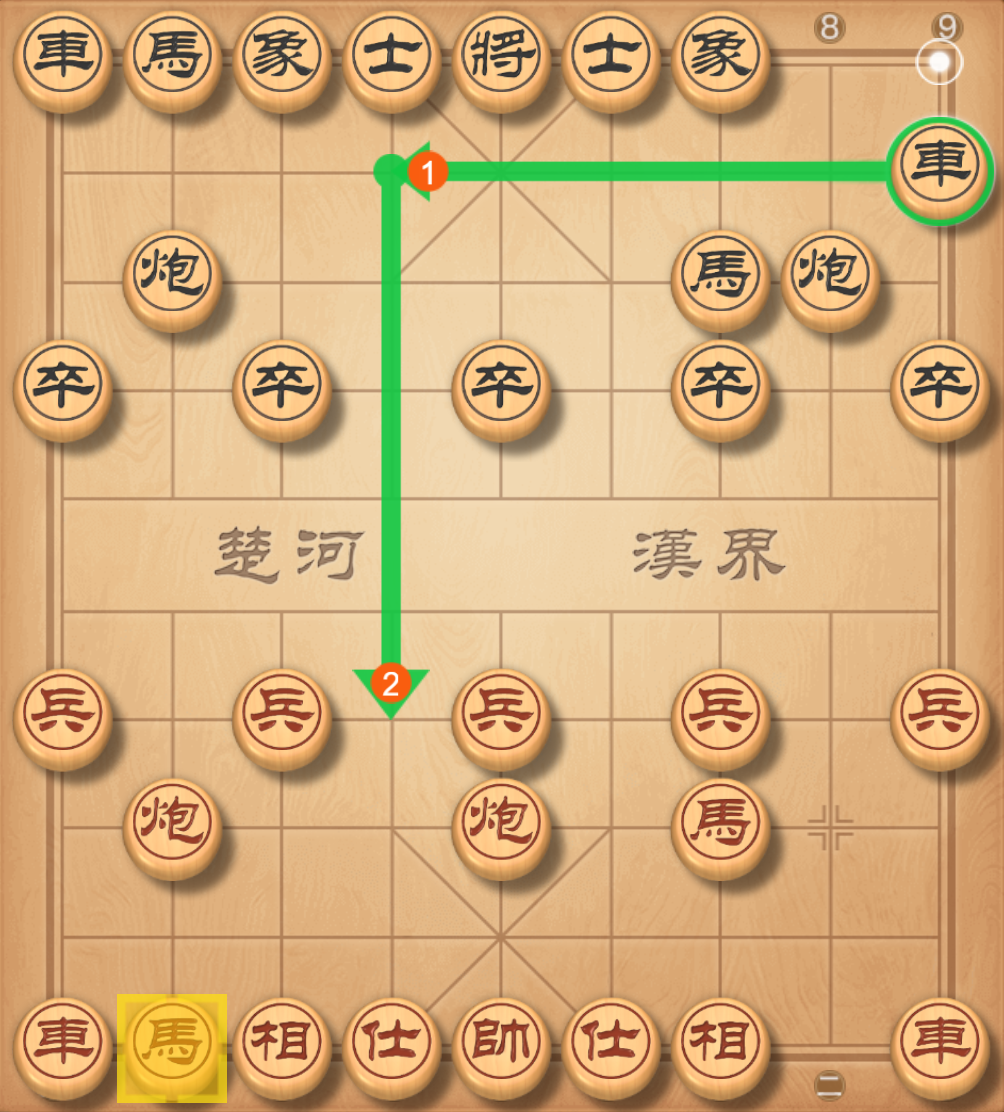 8 9
車 馬 象 士 將 士 象
1 車
炮 馬 炮
卒 卒 卒 卒 卒
楚河 漢界
2
兵 兵 兵 兵 兵
炮 炮 馬
車 馬 相 仕 帥 仕 相 車
二